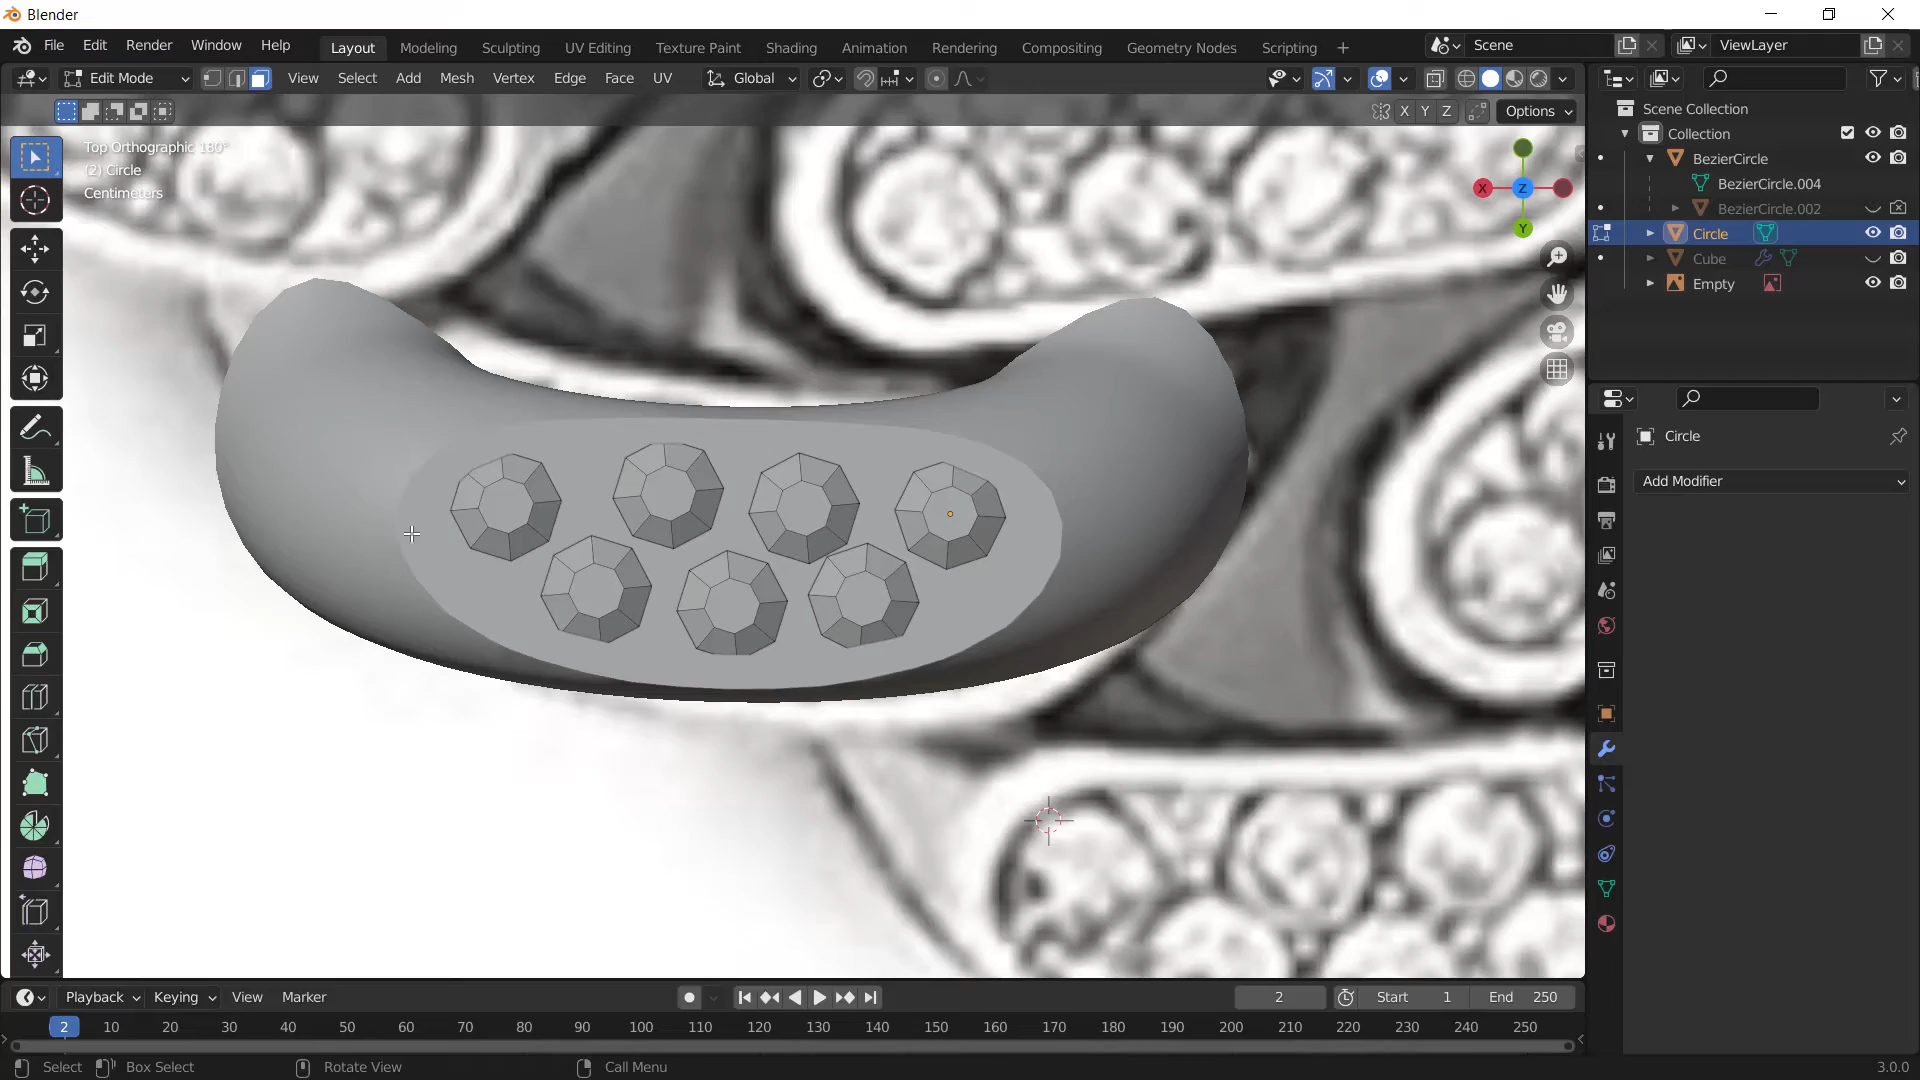 Blender
File Edit Render Window Help Layout Modeling Sculpting UV Editing Texture Paint Shading Animation Rendering Compositing Geometry Nodes Scripting + Scene ViewLayer
Edit Mode View Select Add Mesh Vertex Edge Face UV Global
X Y Z Options
Top Orthographic 180°
(2) Circle
Centimeters
X Z
Y
Scene Collection
Collection
BezierCircle
BezierCircle.004
BezierCircle.002
Circle
Cube
Empty
Circle
Add Modifier
Playback Keying View Marker 2 Start 1 End 250
2 10 20 30 40 50 60 70 80 90 100 110 120 130 140 150 160 170 180 190 200 210 220 230 240 250
Select Box Select Rotate View Call Menu 3.0.0